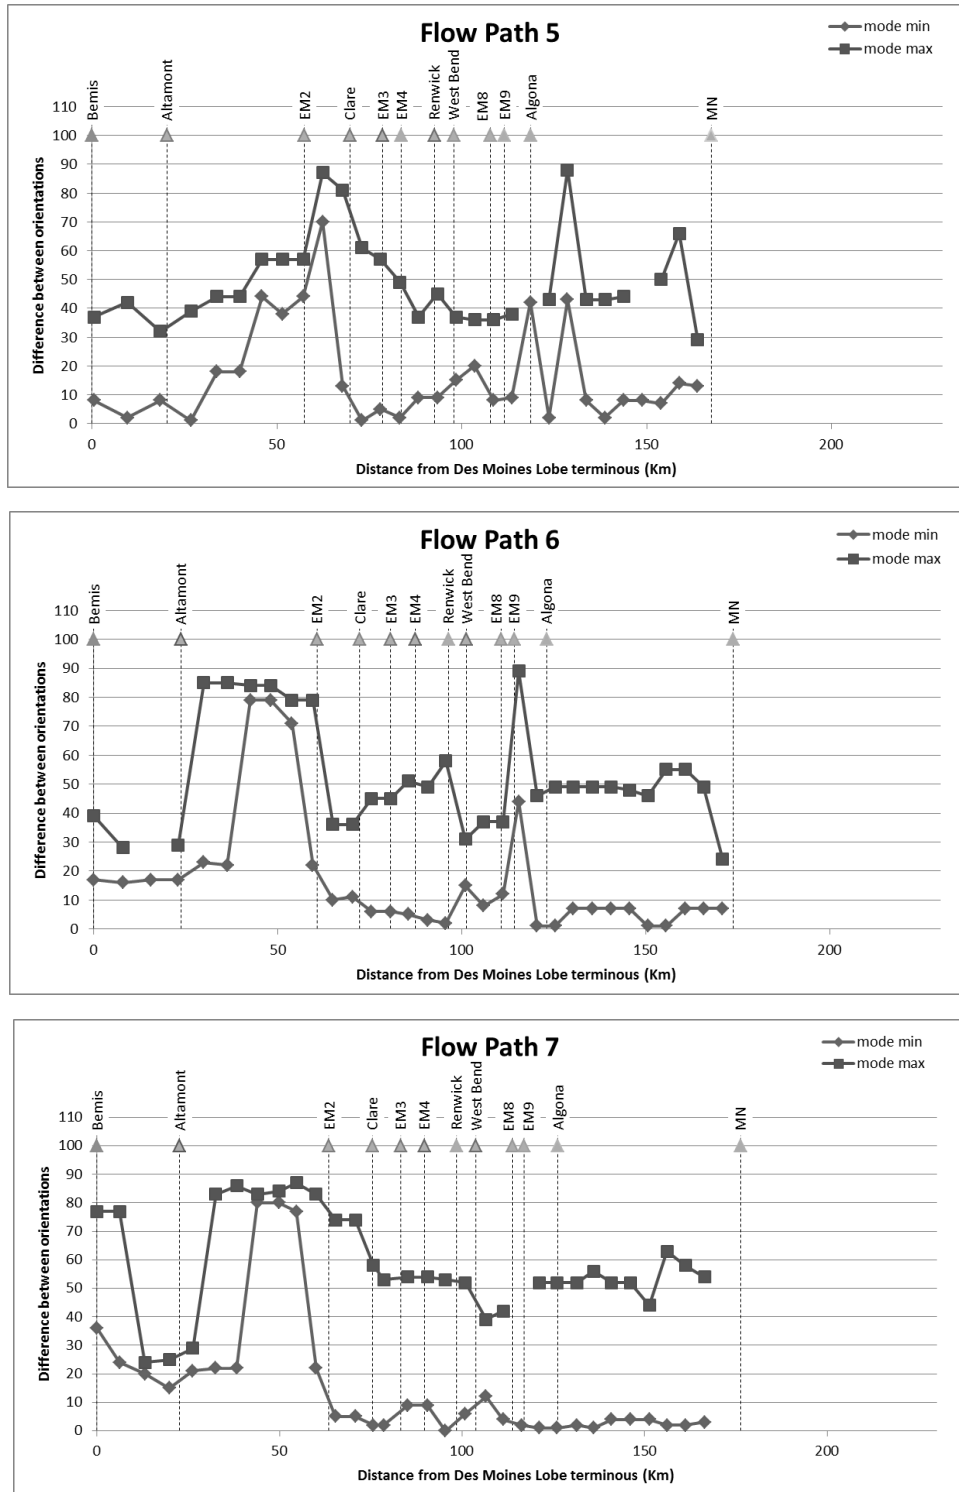 Flow Path 5
mode min
mode max
Bemis
Altamont
EM2
Clare
EM3
EM4
Renwick
West Bend
EM8
EM9
Algona
MN
Difference between orientations
110
100
90
80
70
60
50
40
30
20
10
0
0 50 100 150 200
Distance from Des Moines Lobe terminous (Km)
Flow Path 6
mode min
mode max
Bemis
Altamont
EM2
Clare
EM3
EM4
Renwick
West Bend
EM8
EM9
Algona
MN
Difference between orientations
110
100
90
80
70
60
50
40
30
20
10
0
0 50 100 150 200
Distance from Des Moines Lobe terminous (Km)
Flow Path 7
mode min
mode max
Bemis
Altamont
EM2
Clare
EM3
EM4
Renwick
West Bend
EM8
EM9
Algona
MN
Difference between orientations
110
100
90
80
70
60
50
40
30
20
10
0
0 50 100 150 200
Distance from Des Moines Lobe terminous (Km)